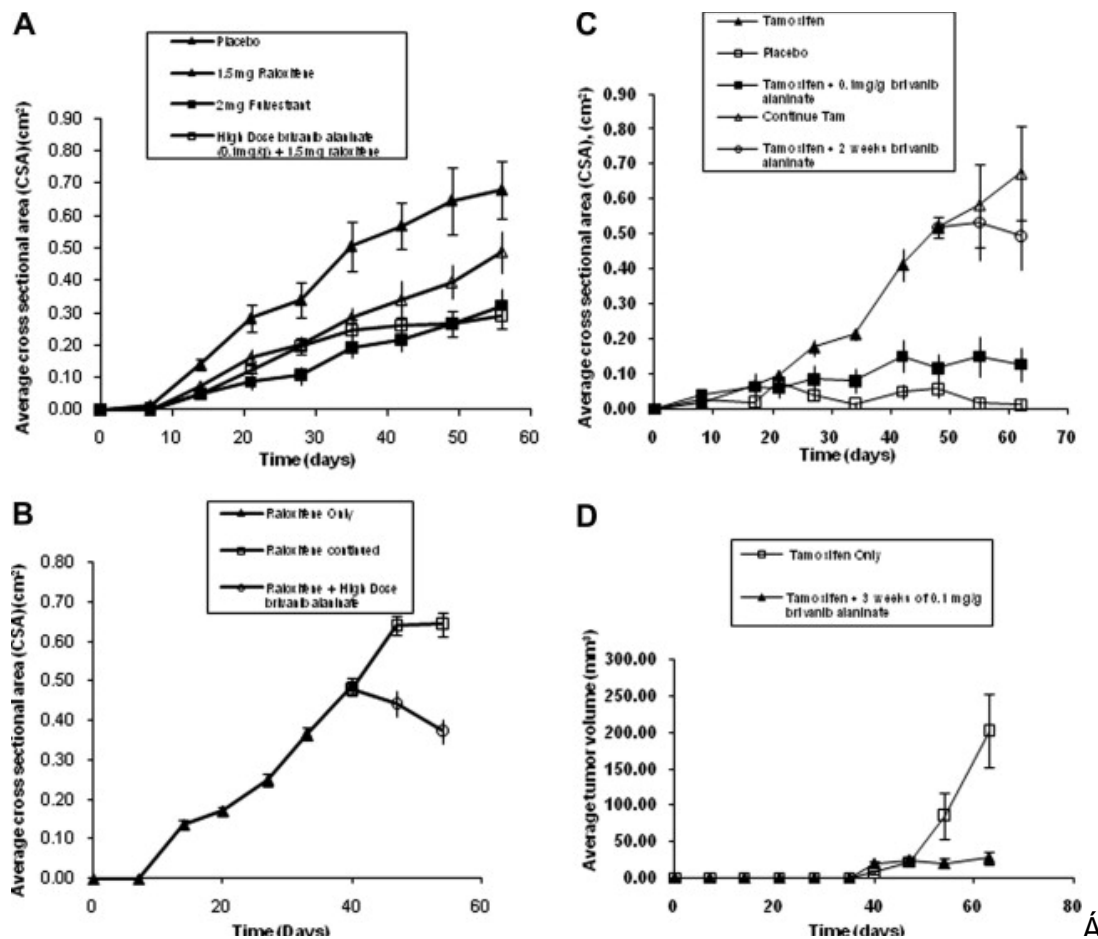 A
Placebo
1.5mg Raloxifene
2mg Fulvestrant
High Dose brivanib alaninate
(0.1mg/g) + 1.5mg raloxifene
Average cross sectional area (CSA)(cm²)
0.90
0.80
0.70
0.60
0.50
0.40
0.30
0.20
0.10
0.00
0 10 20 30 40 50 60
Time (days)
C
Tamoxifen
Placebo
Tamoxifen + 0.1mg/g brivanib
alaninate
Continue Tam
Tamoxifen + 2 weeks brivanib
alaninate
Average cross sectional area (CSA), (cm²)
0.90
0.80
0.70
0.60
0.50
0.40
0.30
0.20
0.10
0.00
0 10 20 30 40 50 60 70
Time (days)
B
Raloxifene Only
Raloxifene continued
Raloxifene + High Dose
brivanib alaninate
Average cross sectional area (CSA)(cm²)
0.80
0.70
0.60
0.50
0.40
0.30
0.20
0.10
0.00
0 20 40 60
Time (Days)
D
Tamoxifen Only
Tamoxifen + 3 weeks of 0.1 mg/g
brivanib alaninate
Average tumor volume (mm³)
300.00
250.00
200.00
150.00
100.00
50.00
0.00
0 20 40 60 80
Time (days)
Á